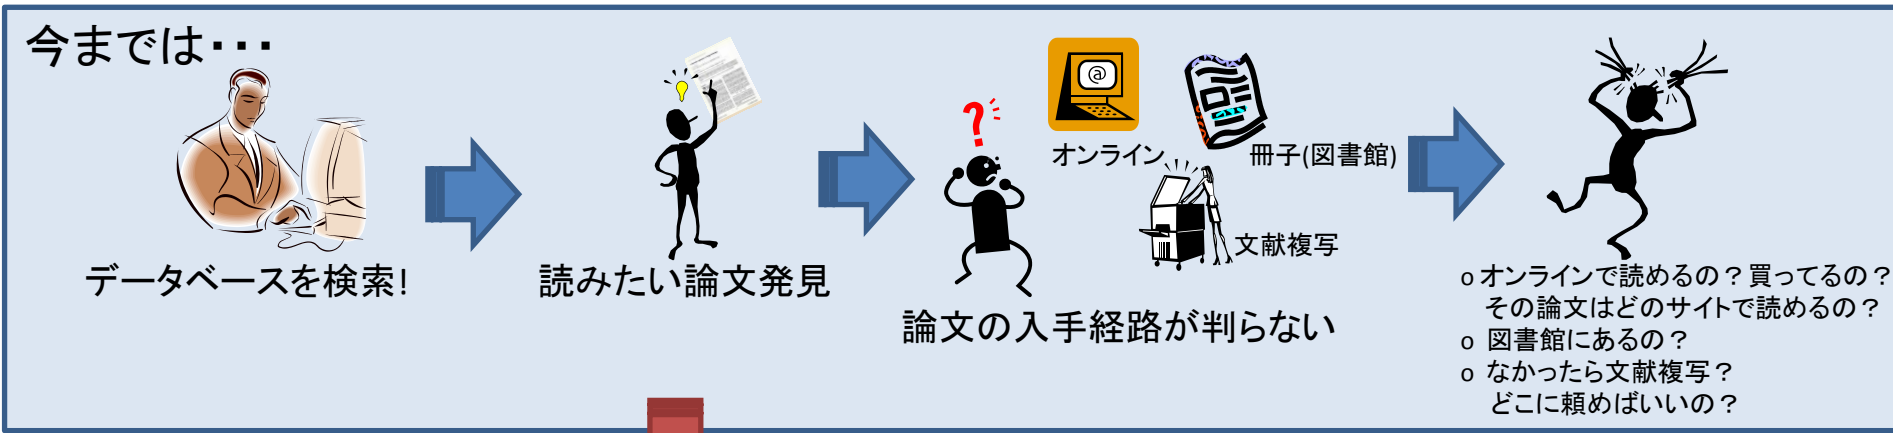 今までは・・・
データベースを検索!
読みたい論文発見
@
?
オンライン
冊子(図書館)
文献複写
論文の入手経路が判らない
o オンラインで読めるの？買ってるの？
その論文はどのサイトで読めるの？
o 図書館にあるの？
o なかったら文献複写？
どこに頼めばいいの？